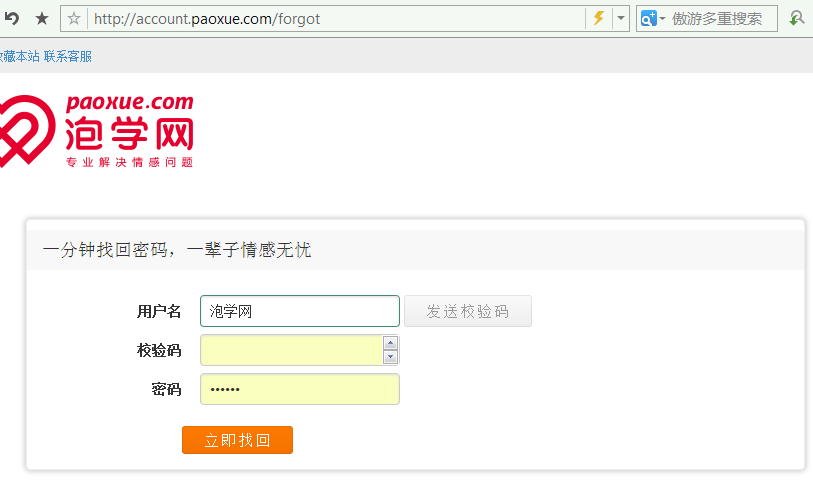 http://account.paoxue.com/forgot
傲游多重搜索
收藏本站 联系客服
paoxue.com
泡学网
专业解决情感问题
一分钟找回密码，一辈子情感无忧
用户名 泡学网 发送校验码
校验码
密码 ••••••
立即找回